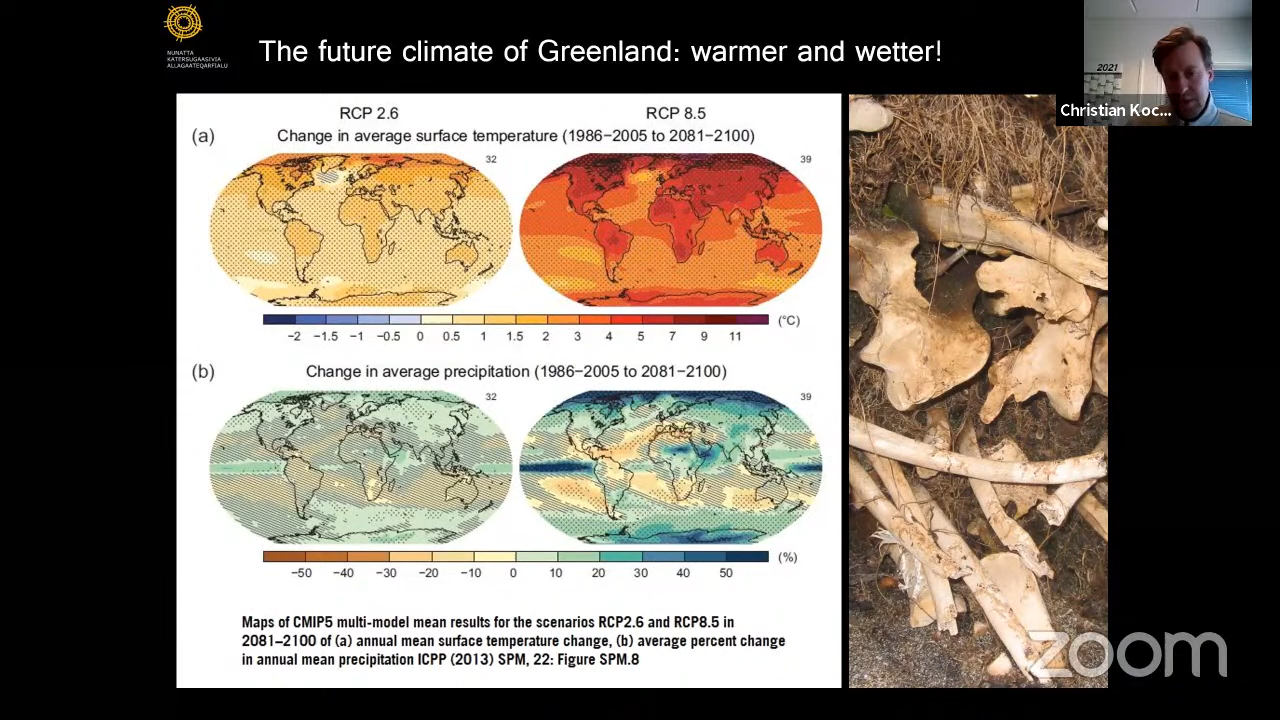 NUNATTA
KATERSUGAASIVIA
ALLAGAATEQARFIALU
The future climate of Greenland: warmer and wetter!
2021
Christian Koc...
RCP 2.6
RCP 8.5
(a)
Change in average surface temperature (1986−2005 to 2081−2100)
32
39
−2 −1.5 −1 −0.5 0 0.5 1 1.5 2 3 4 5 7 9 11
(°C)
(b)
Change in average precipitation (1986−2005 to 2081−2100)
32
39
−50 −40 −30 −20 −10 0 10 20 30 40 50
(%)
Maps of CMIP5 multi-model mean results for the scenarios RCP2.6 and RCP8.5 in
2081–2100 of (a) annual mean surface temperature change, (b) average percent change
in annual mean precipitation ICPP (2013) SPM, 22: Figure SPM.8
zoom